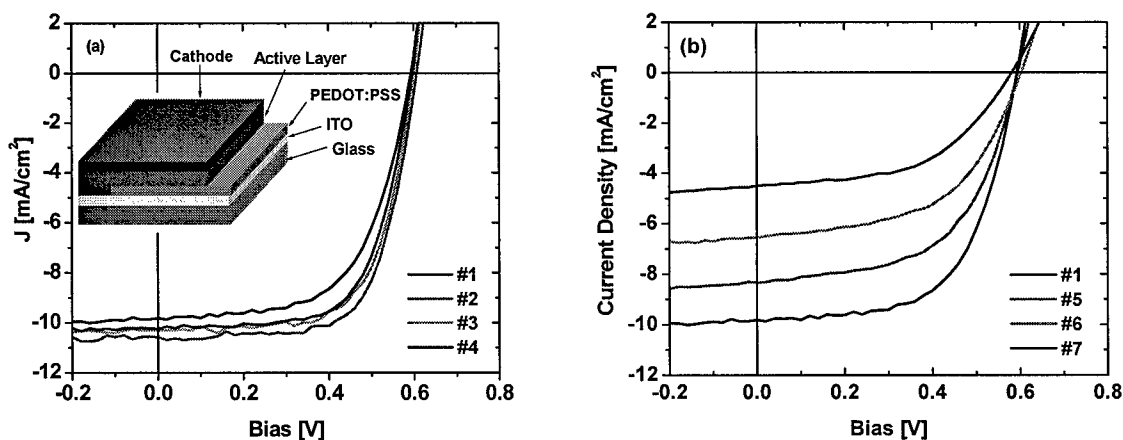 (a)
Cathode
Active Layer
PEDOT:PSS
ITO
Glass
2
0
-2
-4
-6
-8
-10
-12
J [mA/cm²]
#1
#2
#3
#4
-0.2 0.0 0.2 0.4 0.6 0.8
Bias [V]
(b)
2
0
-2
-4
-6
-8
-10
-12
Current Density [mA/cm²]
#1
#5
#6
#7
-0.2 0.0 0.2 0.4 0.6 0.8
Bias [V]